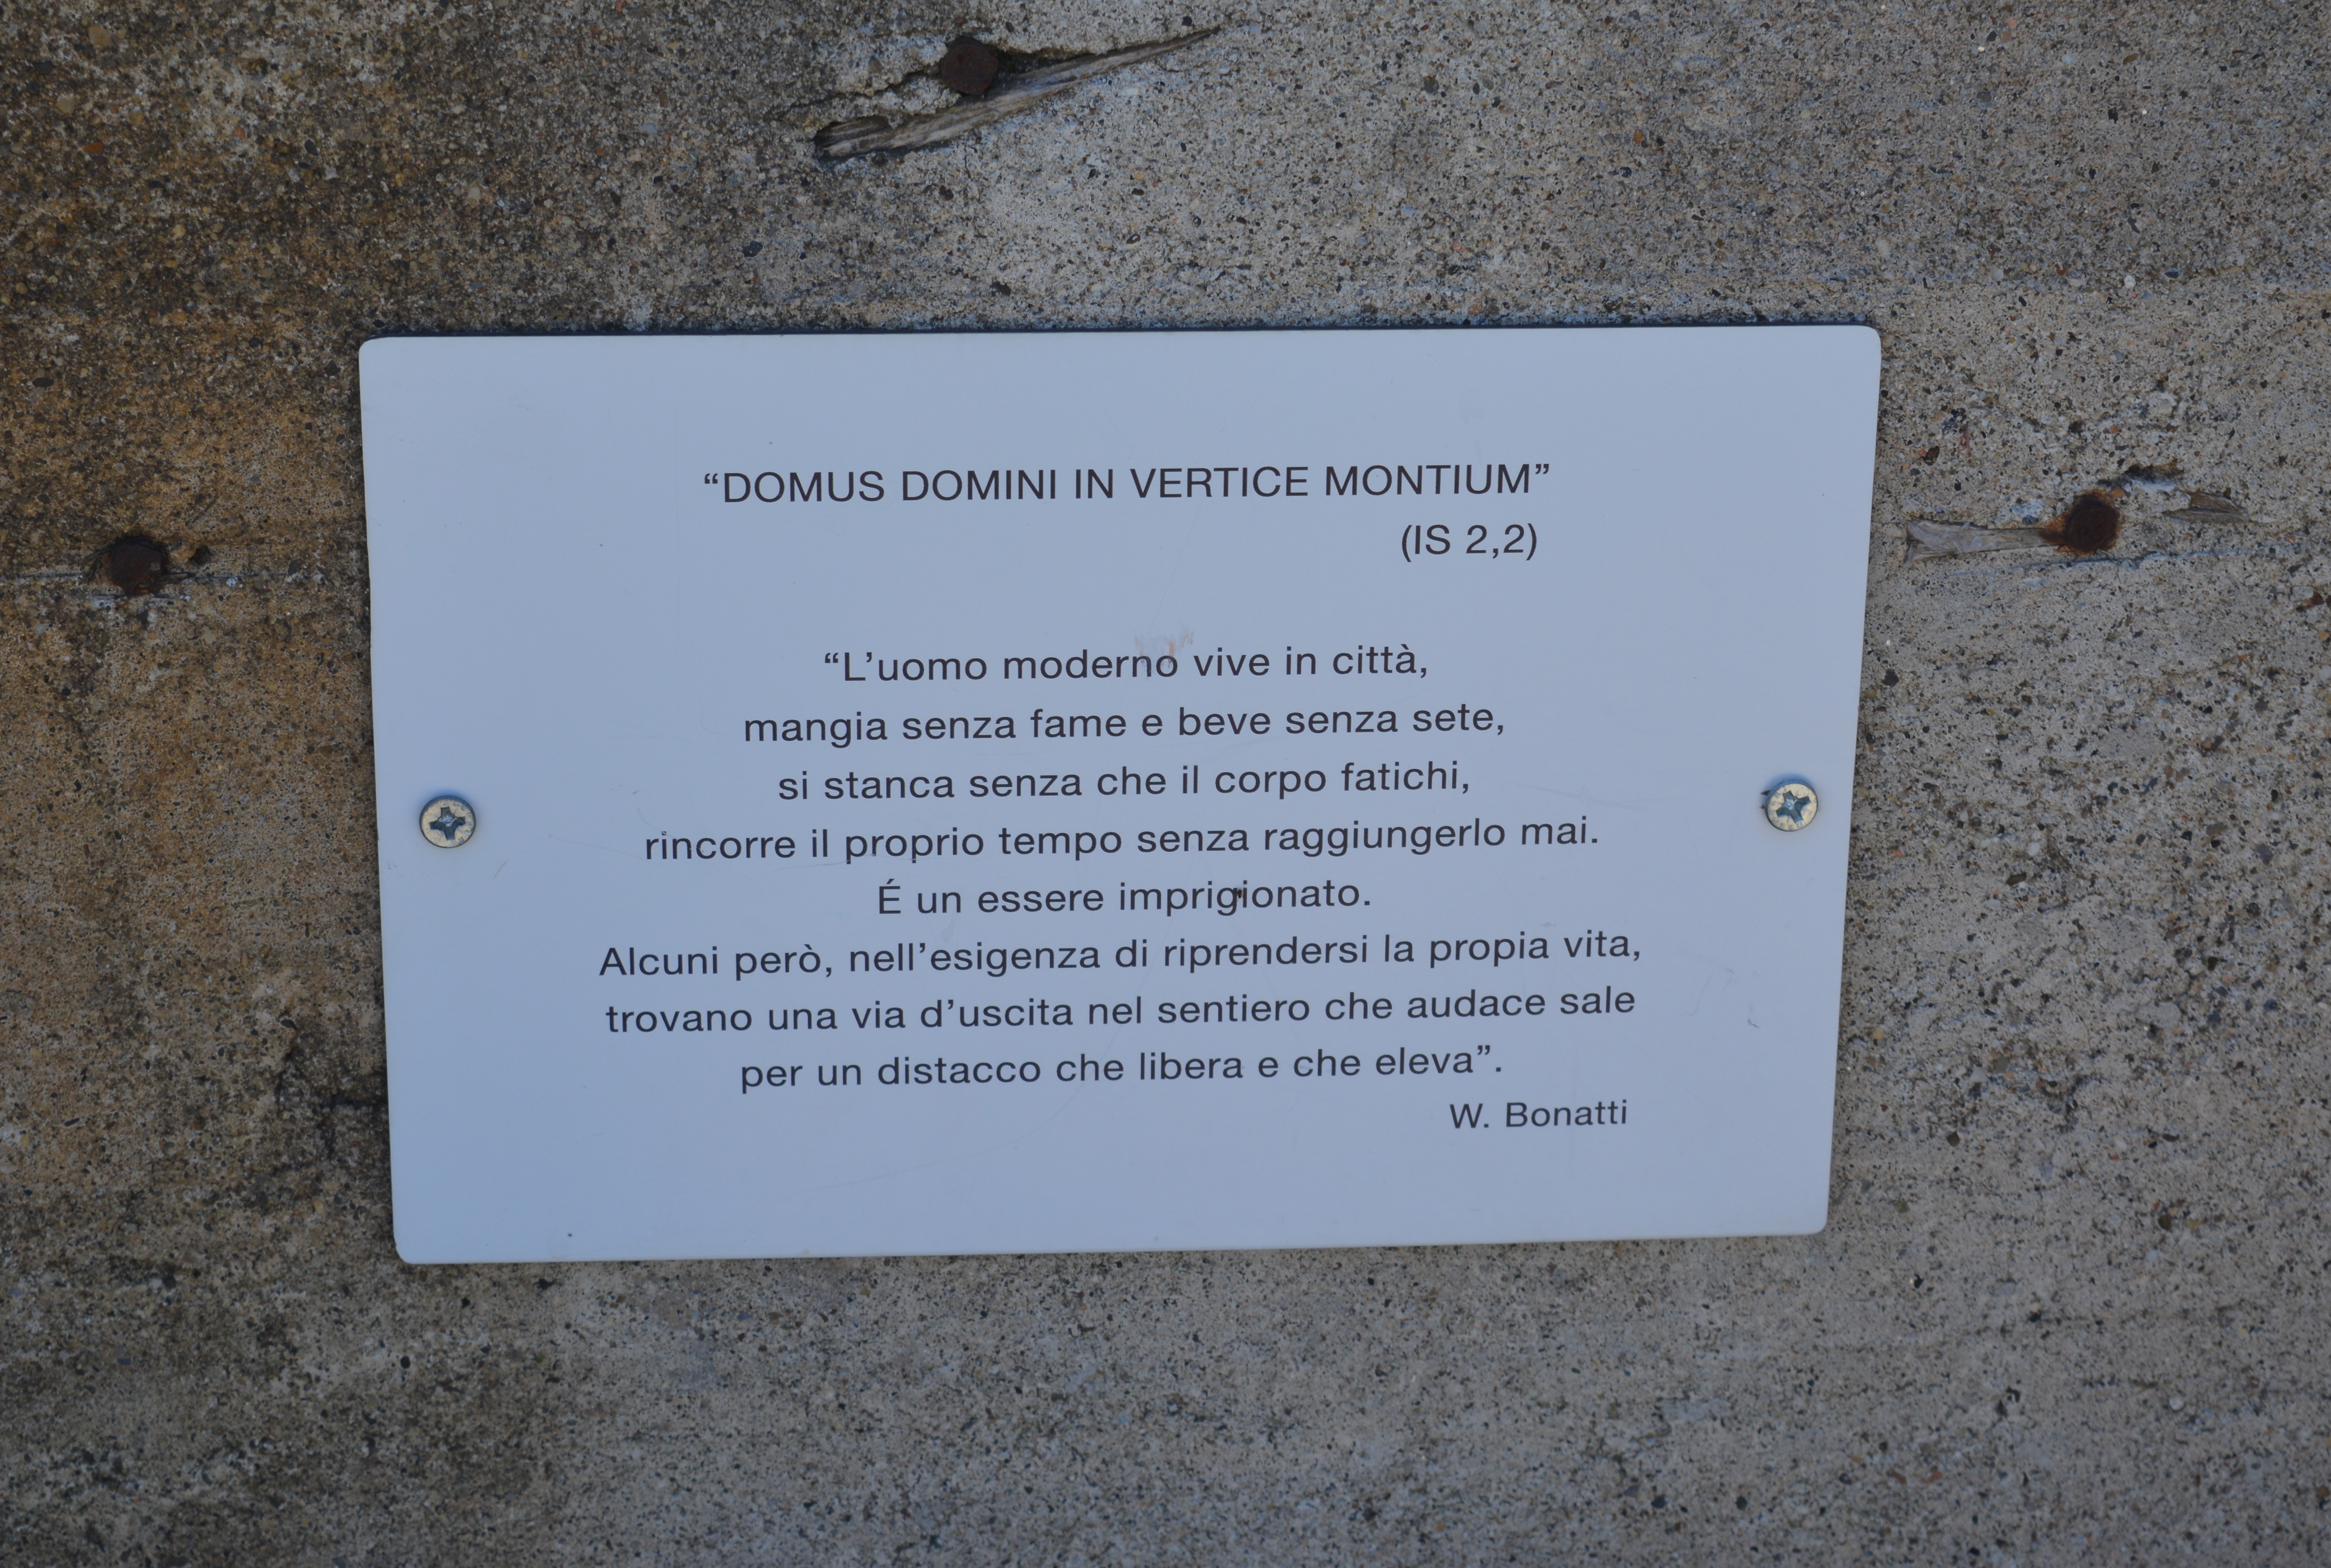 “DOMUS DOMINI IN VERTICE MONTIUM”
(IS 2,2)
“L’uomo moderno vive in città,
mangia senza fame e beve senza sete,
si stanca senza che il corpo fatichi,
rincorre il proprio tempo senza raggiungerlo mai.
É un essere imprigionato.
Alcuni però, nell’esigenza di riprendersi la propia vita,
trovano una via d’uscita nel sentiero che audace sale
per un distacco che libera e che eleva”.
W. Bonatti